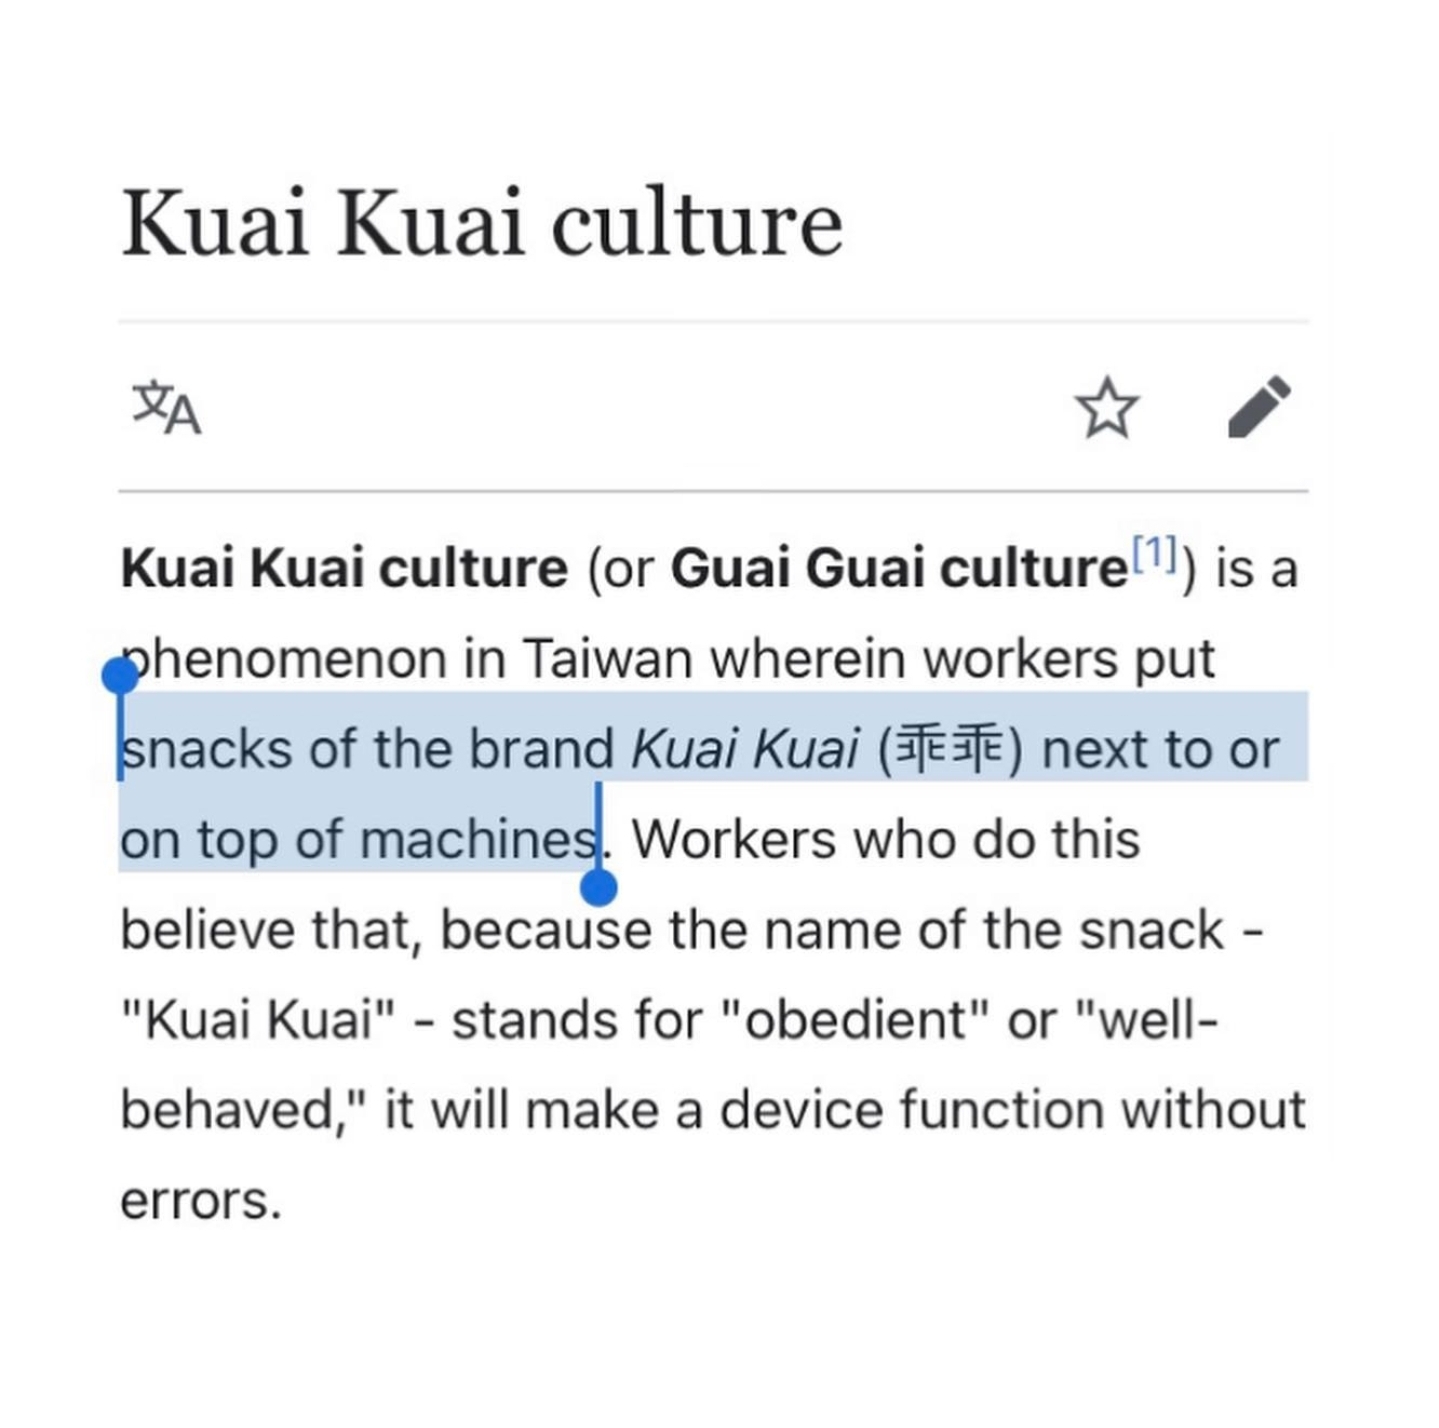 Kuai Kuai culture
文A
Kuai Kuai culture (or Guai Guai culture[1]) is a
phenomenon in Taiwan wherein workers put
snacks of the brand Kuai Kuai (乖乖) next to or
on top of machines. Workers who do this
believe that, because the name of the snack -
"Kuai Kuai" - stands for "obedient" or "well-
behaved," it will make a device function without
errors.